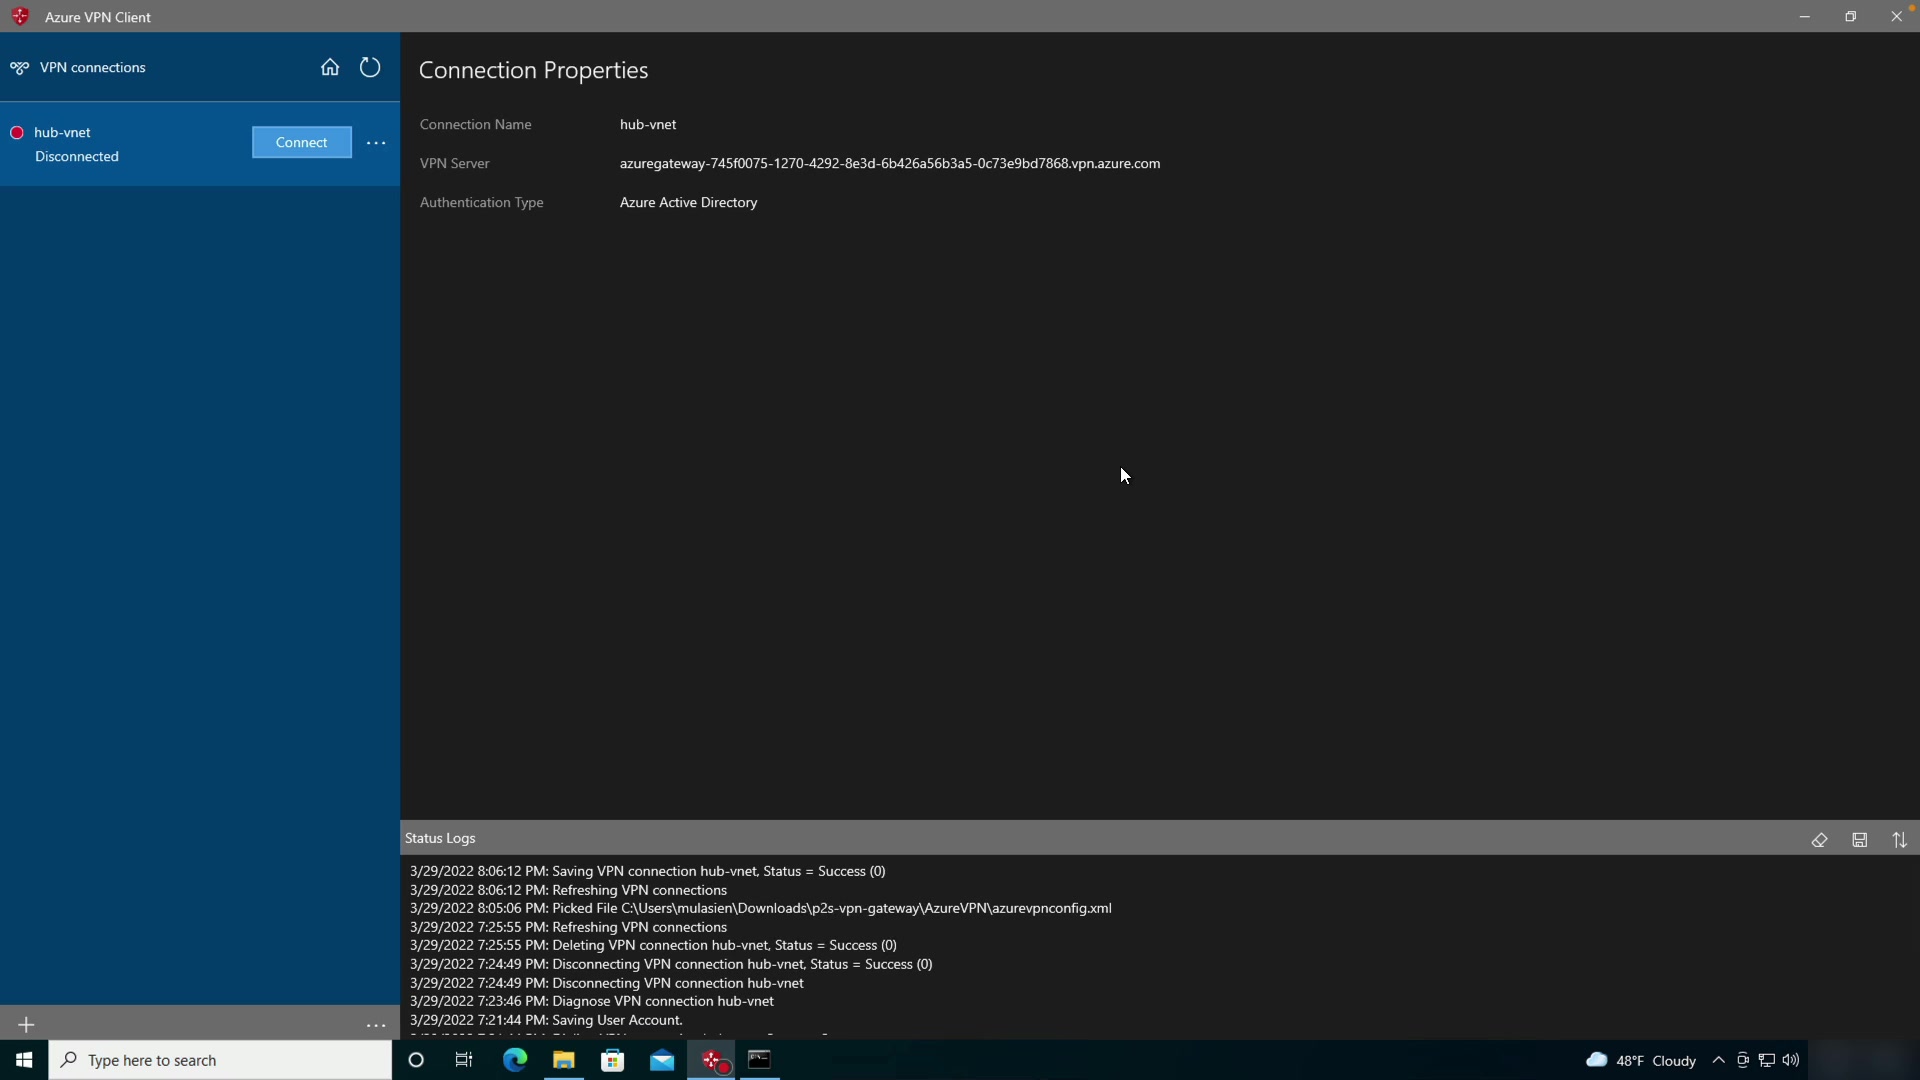 Azure VPN Client
VPN connections
hub-vnet
Disconnected
Connect
Connection Properties
Connection Name hub-vnet
VPN Server azuregateway-745f0075-1270-4292-8e3d-6b426a56b3a5-0c73e9bd7868.vpn.azure.com
Authentication Type Azure Active Directory
Status Logs
3/29/2022 8:06:12 PM: Saving VPN connection hub-vnet, Status = Success (0)
3/29/2022 8:06:12 PM: Refreshing VPN connections
3/29/2022 8:05:06 PM: Picked File C:\Users\mulasien\Downloads\p2s-vpn-gateway\AzureVPN\azurevpnconfig.xml
3/29/2022 7:25:55 PM: Refreshing VPN connections
3/29/2022 7:25:55 PM: Deleting VPN connection hub-vnet, Status = Success (0)
3/29/2022 7:24:49 PM: Disconnecting VPN connection hub-vnet, Status = Success (0)
3/29/2022 7:24:49 PM: Disconnecting VPN connection hub-vnet
3/29/2022 7:23:46 PM: Diagnose VPN connection hub-vnet
3/29/2022 7:21:44 PM: Saving User Account.
Type here to search
48°F Cloudy